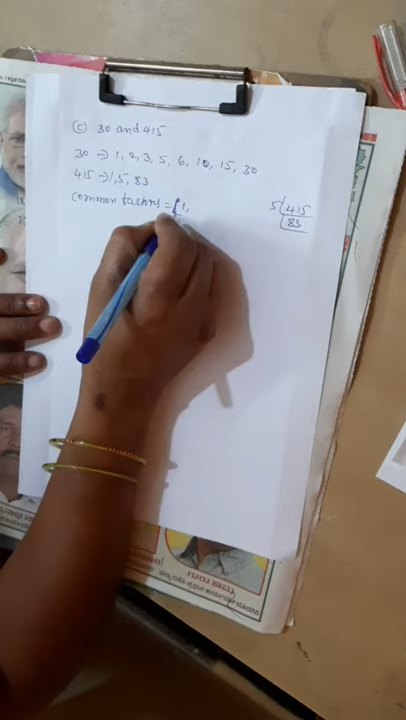 (c) 30 and 415
30 → 1, 2, 3, 5, 6, 10, 15, 30
415 → 1, 5, 83
Common factors = { 1,
5 415
83